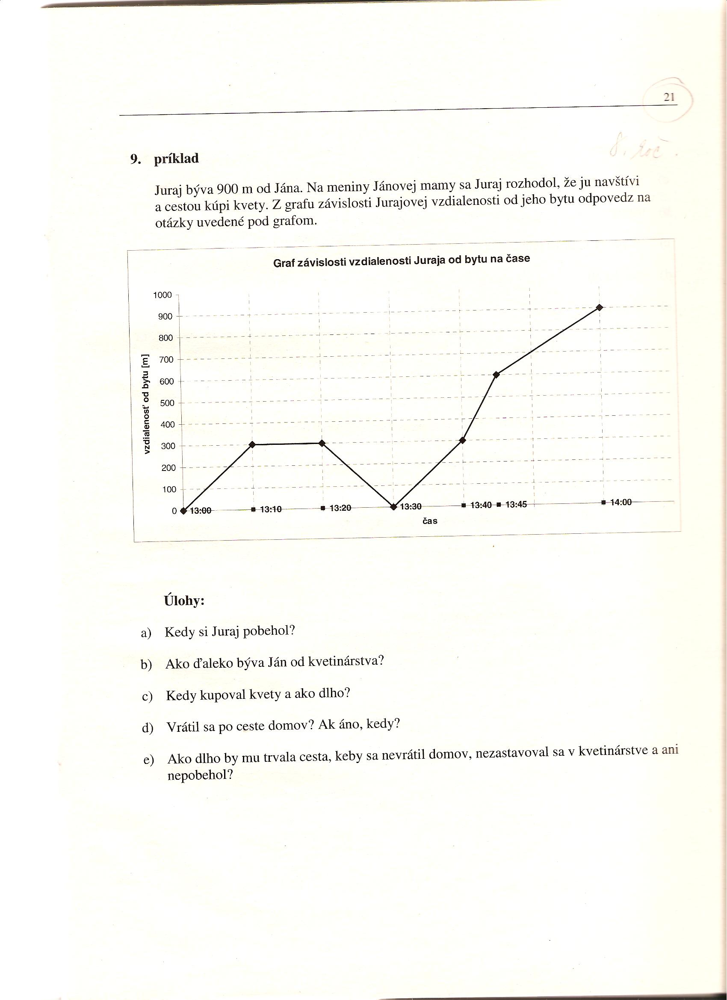 21
8. roč.
9. príklad
Juraj býva 900 m od Jána. Na meniny Jánovej mamy sa Juraj rozhodol, že ju navštívi
a cestou kúpi kvety. Z grafu závislosti Jurajovej vzdialenosti od jeho bytu odpovedz na
otázky uvedené pod grafom.
Graf závislosti vzdialenosti Juraja od bytu na čase
1000
900
800
700
600
500
400
300
200
100
0
vzdialenosť od bytu [m]
13:00 13:10 13:20 13:30 13:40 13:45 14:00
čas
Úlohy:
a) Kedy si Juraj pobehol?
b) Ako ďaleko býva Ján od kvetinárstva?
c) Kedy kupoval kvety a ako dlho?
d) Vrátil sa po ceste domov? Ak áno, kedy?
e) Ako dlho by mu trvala cesta, keby sa nevrátil domov, nezastavoval sa v kvetinárstve a ani
nepobehol?